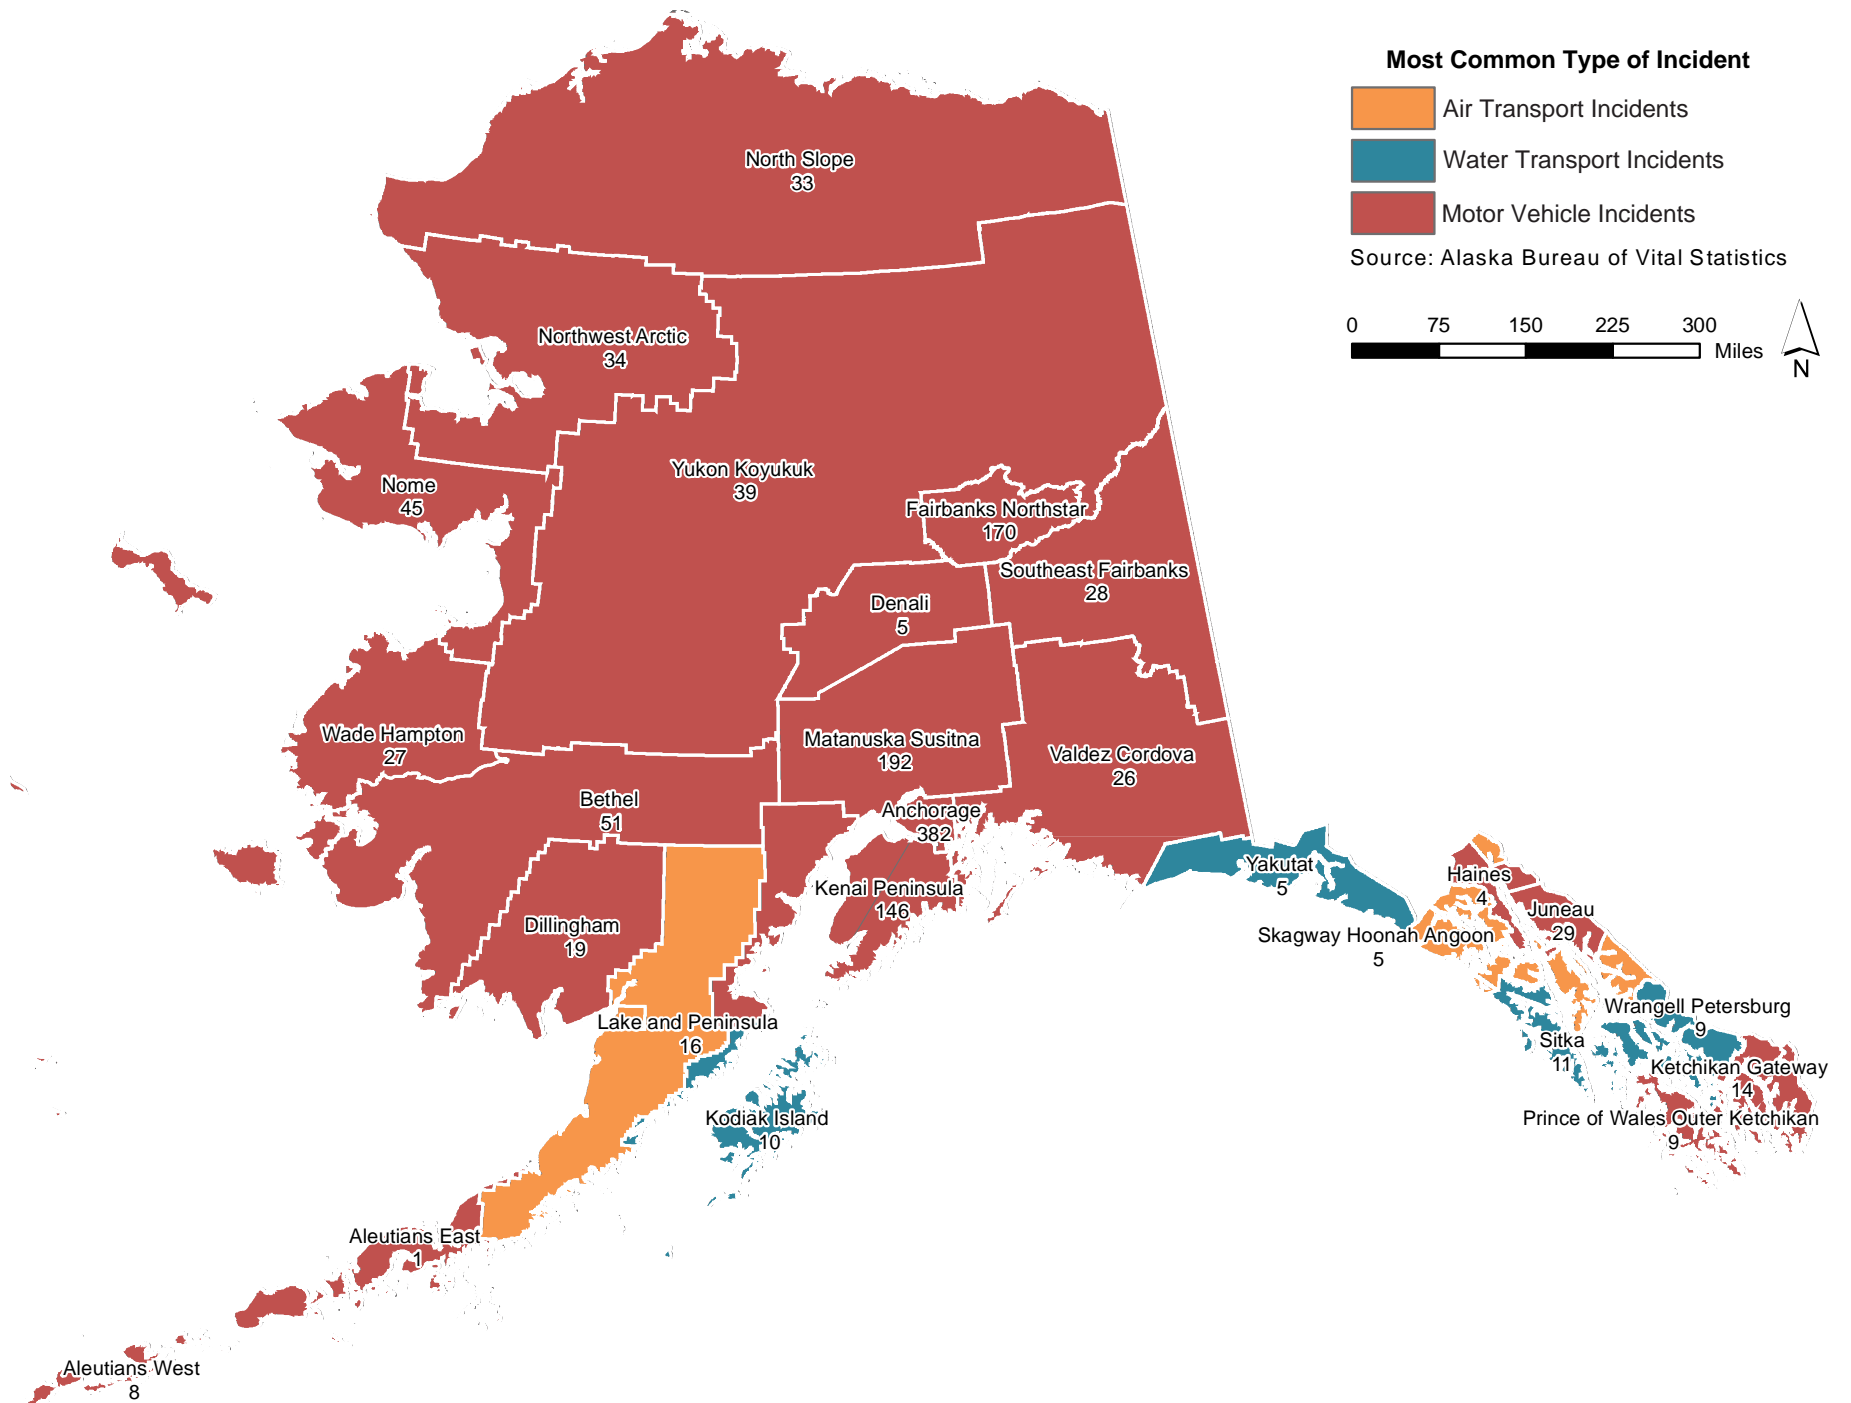 Most Common Type of Incident
Air Transport Incidents
Water Transport Incidents
Motor Vehicle Incidents
Source: Alaska Bureau of Vital Statistics
0 75 150 225 300
Miles
N
North Slope
33
Northwest Arctic
34
Yukon Koyukuk
39
Nome
45
Fairbanks Northstar
170
Southeast Fairbanks
28
Denali
5
Wade Hampton
27
Matanuska Susitna
192
Valdez Cordova
26
Bethel
51
Anchorage
382
Kenai Peninsula
146
Dillingham
19
Yakutat
5
Haines
4
Juneau
29
Skagway Hoonah Angoon
5
Lake and Peninsula
16
Wrangell Petersburg
9
Sitka
11
Ketchikan Gateway
14
Kodiak Island
10
Prince of Wales Outer Ketchikan
9
Aleutians East
1
Aleutians West
8